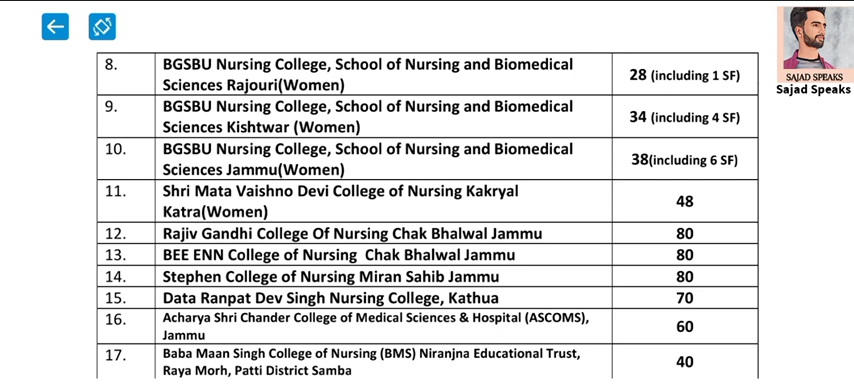 SAJAD SPEAKS
Sajad Speaks
8. BGSBU Nursing College, School of Nursing and Biomedical
Sciences Rajouri(Women) 28 (including 1 SF)
9. BGSBU Nursing College, School of Nursing and Biomedical
Sciences Kishtwar (Women) 34 (including 4 SF)
10. BGSBU Nursing College, School of Nursing and Biomedical
Sciences Jammu(Women) 38(including 6 SF)
11. Shri Mata Vaishno Devi College of Nursing Kakryal
Katra(Women) 48
12. Rajiv Gandhi College Of Nursing Chak Bhalwal Jammu 80
13. BEE ENN College of Nursing Chak Bhalwal Jammu 80
14. Stephen College of Nursing Miran Sahib Jammu 80
15. Data Ranpat Dev Singh Nursing College, Kathua 70
16. Acharya Shri Chander College of Medical Sciences & Hospital (ASCOMS),
Jammu 60
17. Baba Maan Singh College of Nursing (BMS) Niranjna Educational Trust,
Raya Morh, Patti District Samba 40